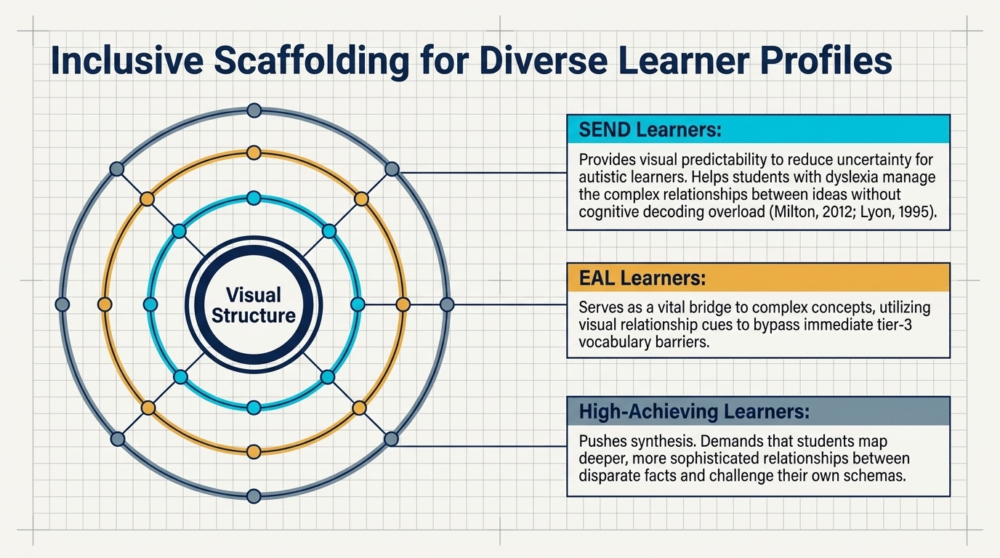 Inclusive Scaffolding for Diverse Learner Profiles
Visual
Structure
SEND Learners:
Provides visual predictability to reduce uncertainty for
autistic learners. Helps students with dyslexia manage
the complex relationships between ideas without
cognitive decoding overload (Milton, 2012; Lyon, 1995).
EAL Learners:
Serves as a vital bridge to complex concepts, utilizing
visual relationship cues to bypass immediate tier-3
vocabulary barriers.
High-Achieving Learners:
Pushes synthesis. Demands that students map
deeper, more sophisticated relationships between
disparate facts and challenge their own schemas.